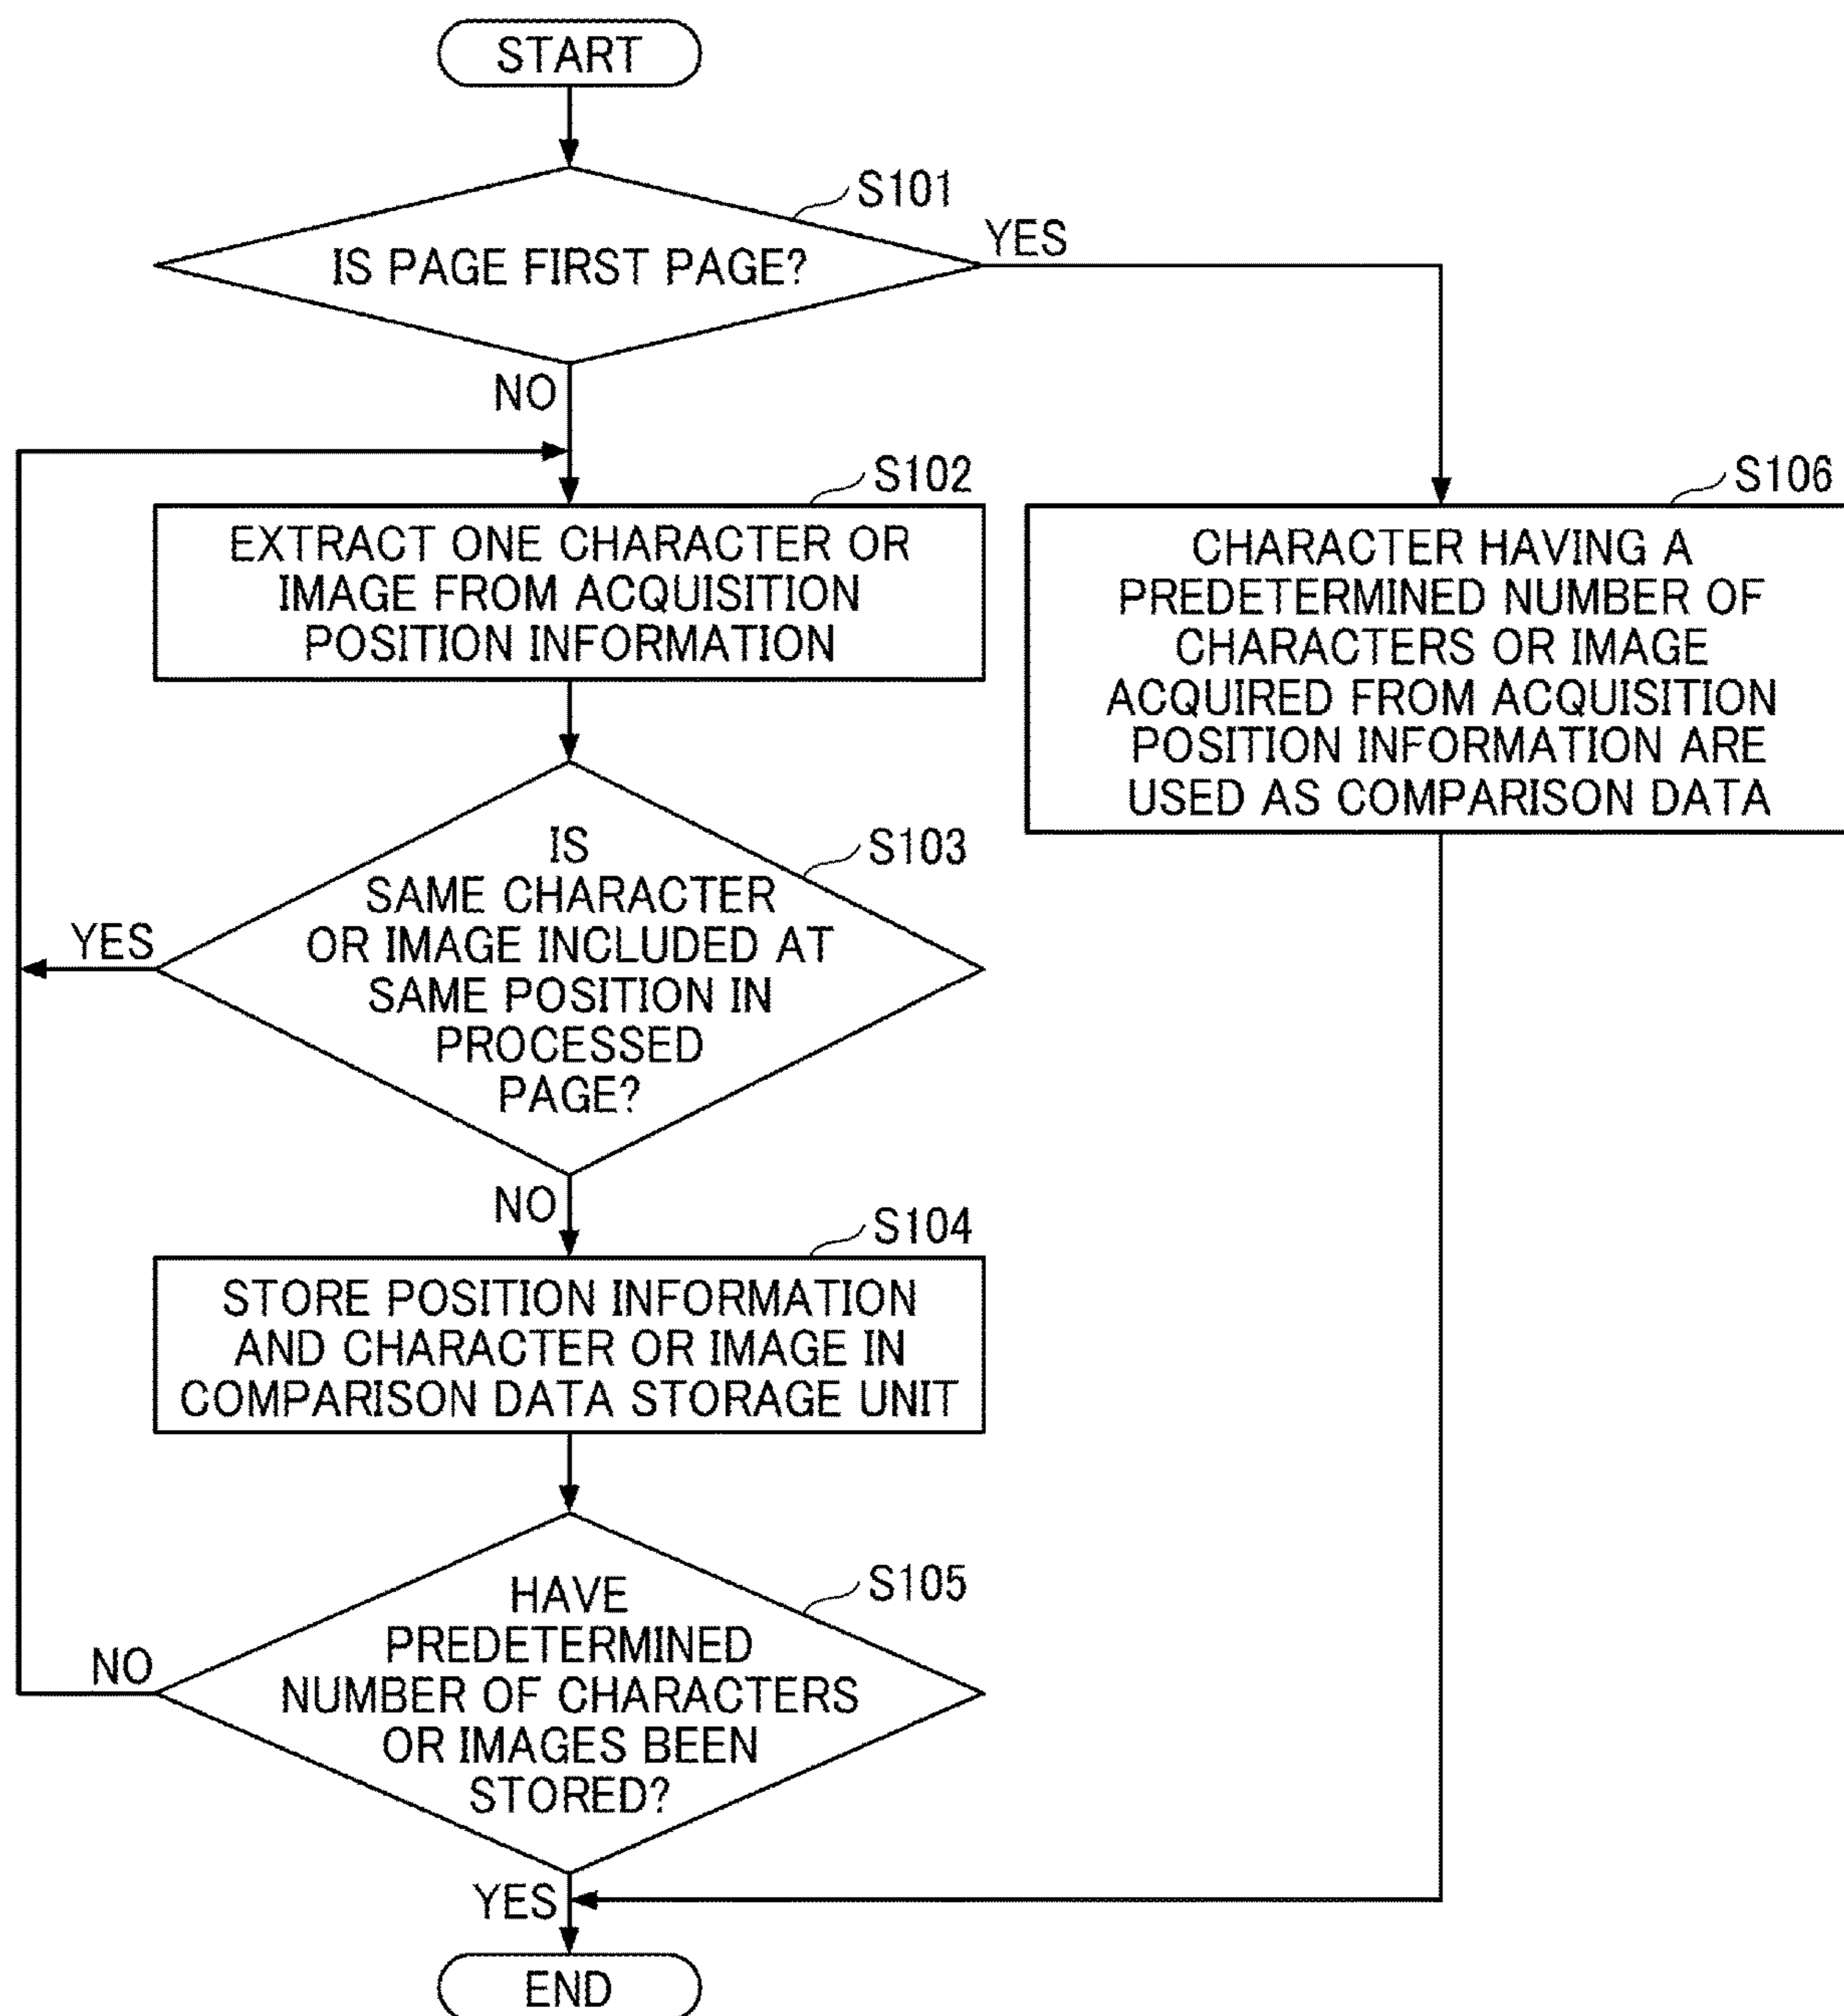 START
S101
IS PAGE FIRST PAGE?
YES
NO
S102
EXTRACT ONE CHARACTER OR
IMAGE FROM ACQUISITION
POSITION INFORMATION
S106
CHARACTER HAVING A
PREDETERMINED NUMBER OF
CHARACTERS OR IMAGE
ACQUIRED FROM ACQUISITION
POSITION INFORMATION ARE
USED AS COMPARISON DATA
S103
IS
SAME CHARACTER
OR IMAGE INCLUDED AT
SAME POSITION IN
PROCESSED
PAGE?
YES
NO
S104
STORE POSITION INFORMATION
AND CHARACTER OR IMAGE IN
COMPARISON DATA STORAGE UNIT
S105
HAVE
PREDETERMINED
NUMBER OF CHARACTERS
OR IMAGES BEEN
STORED?
NO
YES
END